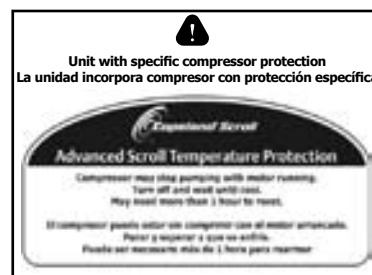 Unit with specific compressor protection
La unidad incorpora compresor con protección específica
Copeland Scroll
Advanced Scroll Temperature Protection
Compressor may stop pumping with motor running.
Turn off and wait until cool.
May need more than 1 hour to reset.
El compresor puede estar sin comprimir con el motor arrancado.
Parar y esperar a que se enfríe.
Puede ser necesario más de 1 hora para rearmar